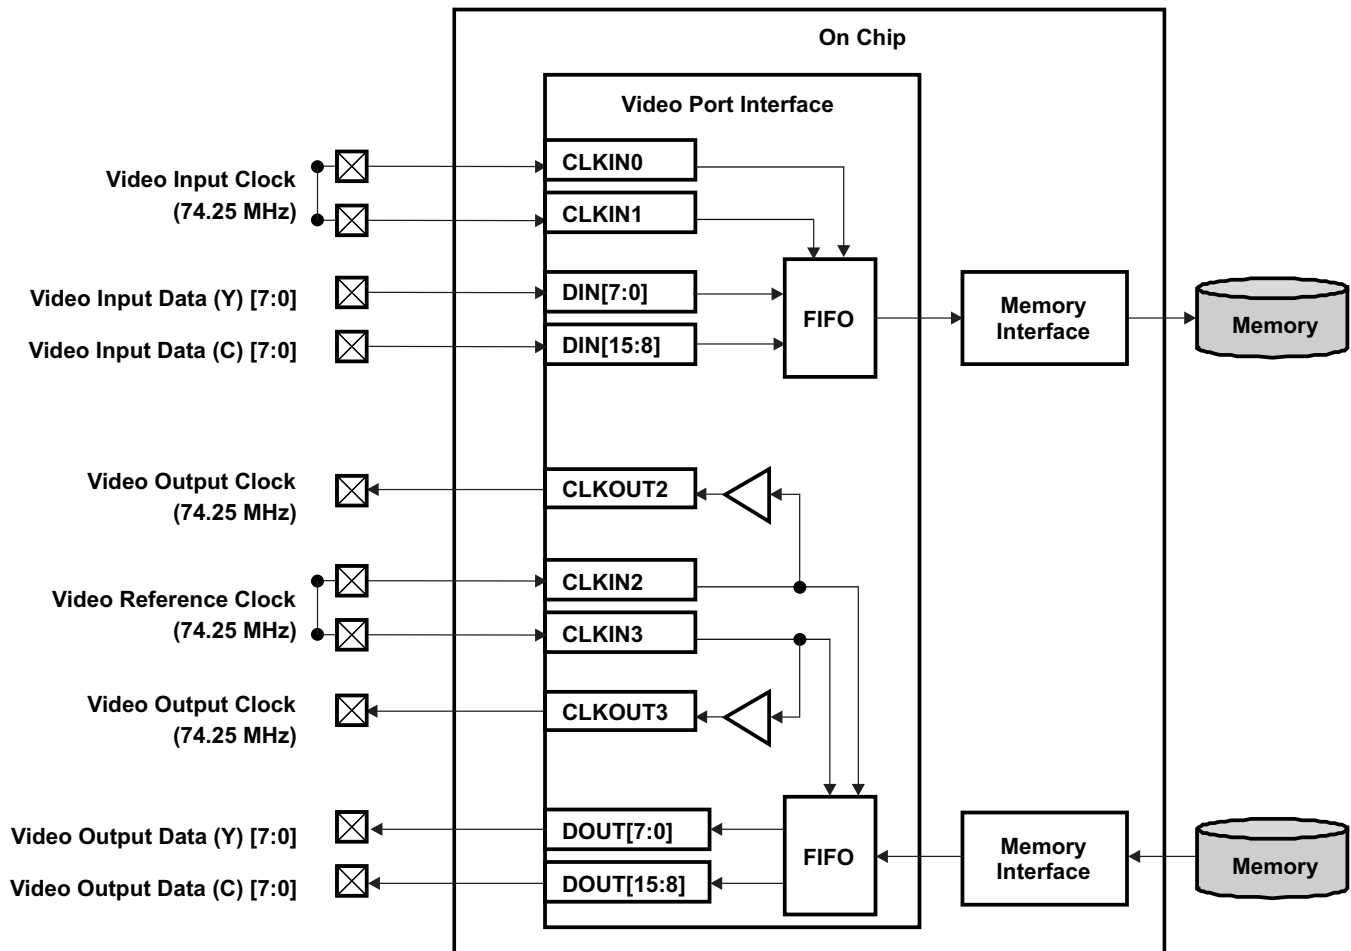 On Chip
Video Port Interface
Video Input Clock
(74.25 MHz)
CLKIN0
CLKIN1
Video Input Data (Y) [7:0]
DIN[7:0]
Video Input Data (C) [7:0]
DIN[15:8]
FIFO
Memory
Interface
Memory
Video Output Clock
(74.25 MHz)
CLKOUT2
Video Reference Clock
(74.25 MHz)
CLKIN2
CLKIN3
Video Output Clock
(74.25 MHz)
CLKOUT3
Video Output Data (Y) [7:0]
DOUT[7:0]
Video Output Data (C) [7:0]
DOUT[15:8]
FIFO
Memory
Interface
Memory